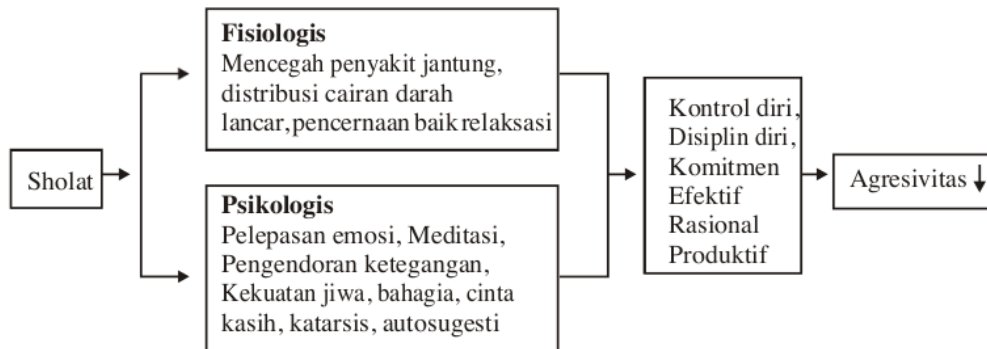 Sholat
Fisiologis
Mencegah penyakit jantung,
distribusi cairan darah
lancar,pencernaan baik relaksasi
Psikologis
Pelepasan emosi, Meditasi,
Pengendoran ketegangan,
Kekuatan jiwa, bahagia, cinta
kasih, katarsis, autosugesti
Kontrol diri,
Disiplin diri,
Komitmen
Efektif
Rasional
Produktif
Agresivitas ↓